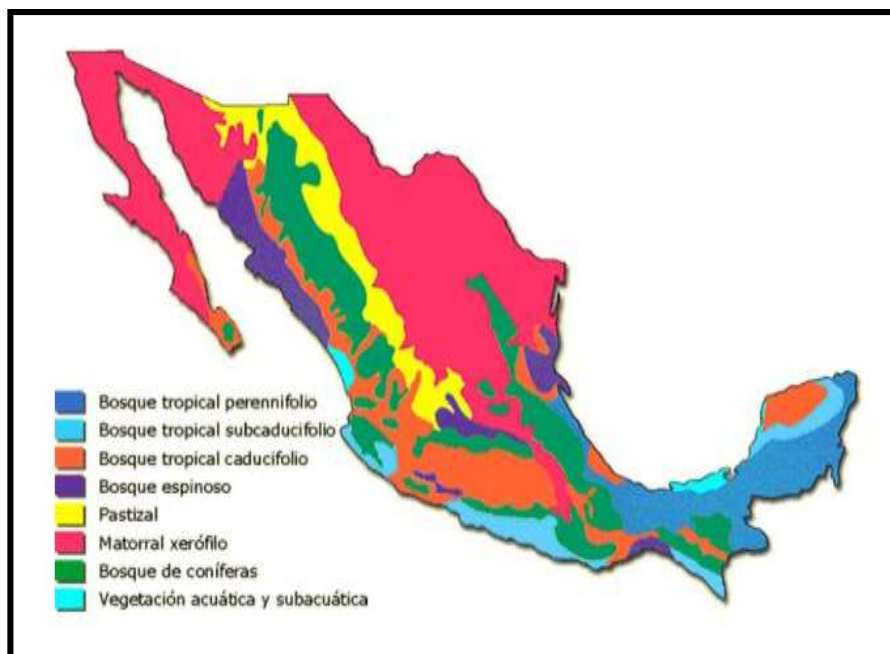 Bosque tropical perennifolio
Bosque tropical subcaducifolio
Bosque tropical caducifolio
Bosque espinoso
Pastizal
Matorral xerófilo
Bosque de coníferas
Vegetación acuática y subacuática